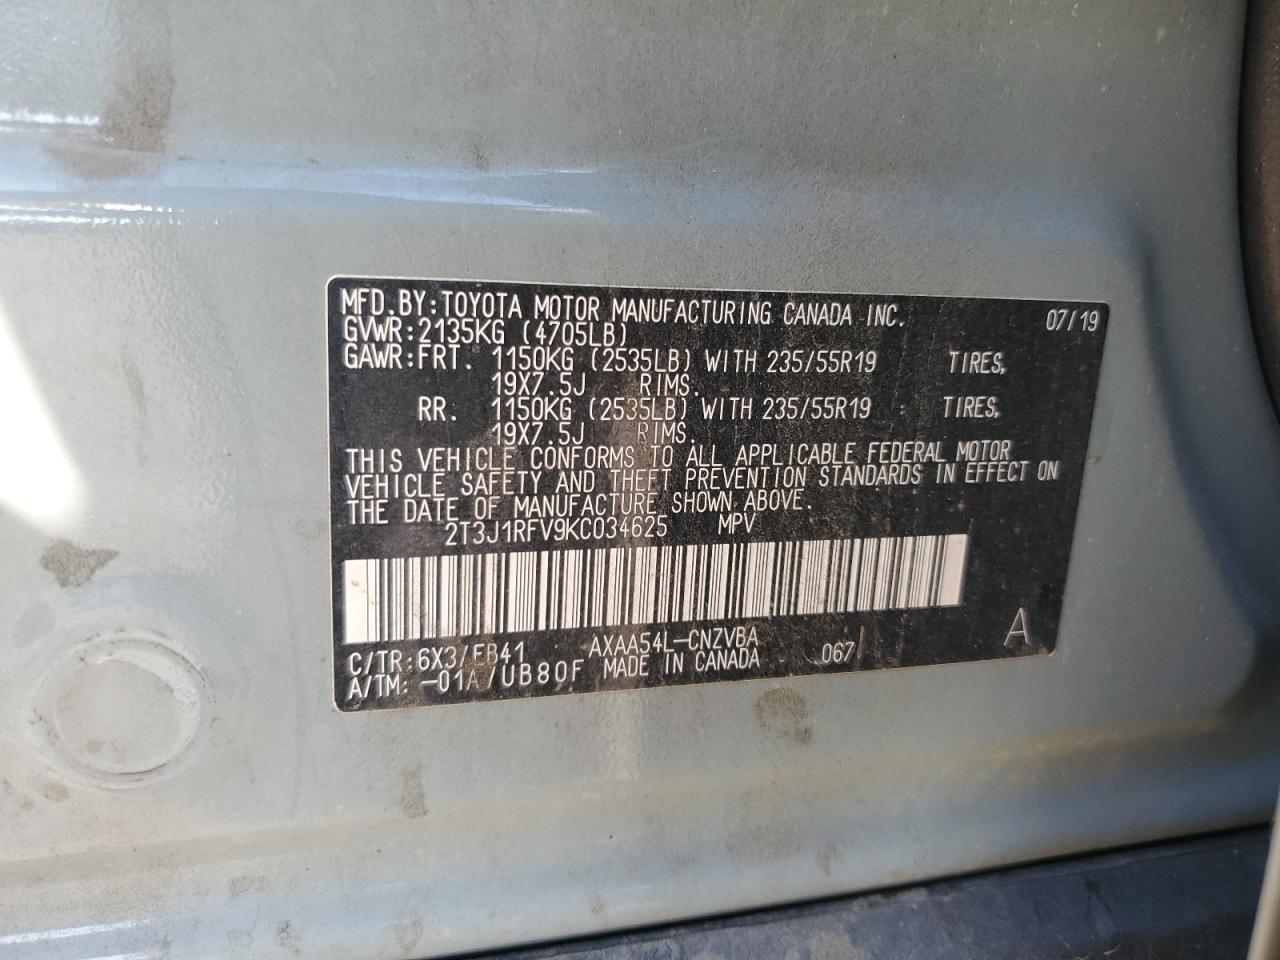 MFD.BY:TOYOTA MOTOR MANUFACTURING CANADA INC. 07/19
GVWR:2135KG (4705LB)
GAWR:FRT. 1150KG (2535LB) WITH 235/55R19 TIRES,
19X7.5J RIMS.
RR. 1150KG (2535LB) WITH 235/55R19 TIRES,
19X7.5J RIMS.
THIS VEHICLE CONFORMS TO ALL APPLICABLE FEDERAL MOTOR
VEHICLE SAFETY AND THEFT PREVENTION STANDARDS IN EFFECT ON
THE DATE OF MANUFACTURE SHOWN ABOVE.
2T3J1RFV9KC034625 MPV
C/TR:6X3/EB41 AXAA54L-CNZVBA 067 A
A/TM:-01A/UB80F MADE IN CANADA